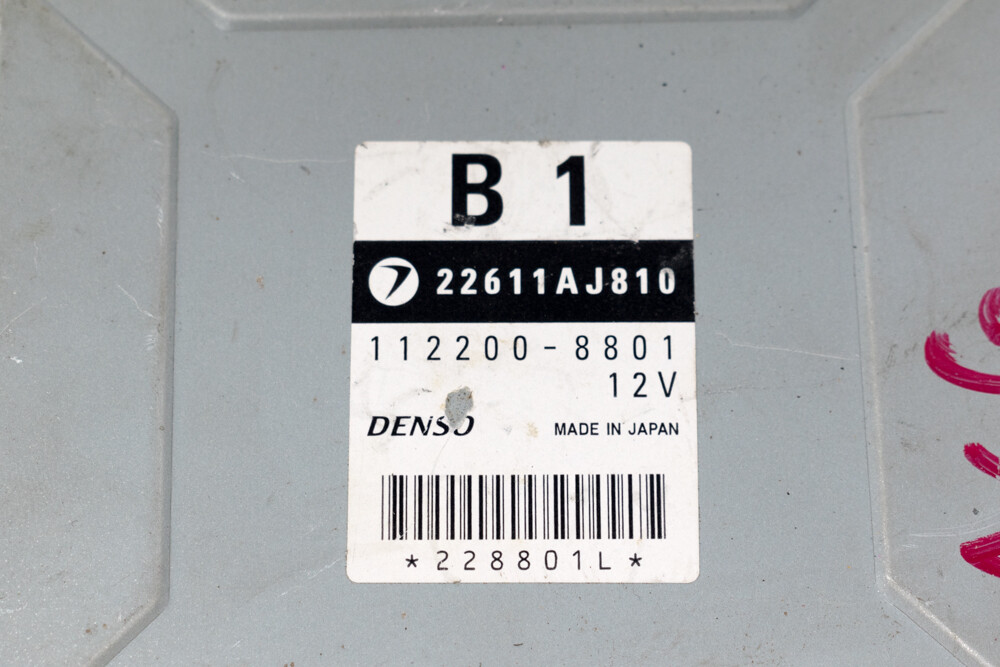 B 1
22611AJ810
112200-8801
12V
DENSO
MADE IN JAPAN
*228801L*